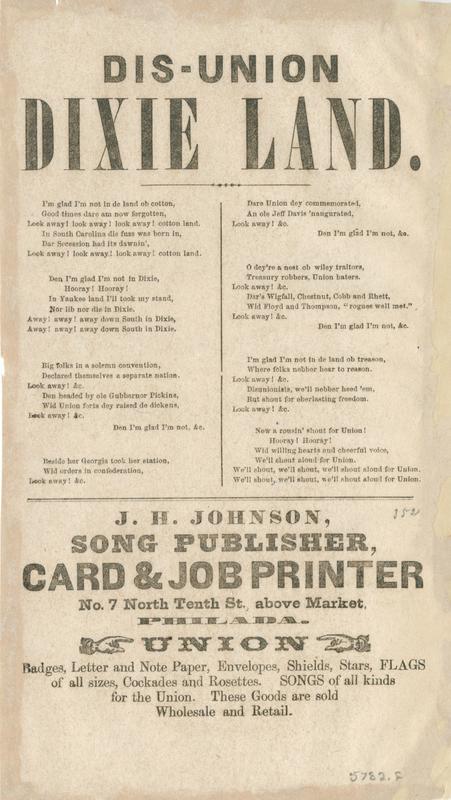 DIS-UNION
DIXIE LAND.
I'm glad I'm not in de land ob cotton,
Good times dare am now forgotten,
Look away! look away! look away! cotton land.
In South Carolina die fuss was born in,
Dar Secession had its dawnin',
Look away! look away! look away! cotton land.
Den I'm glad I'm not in Dixie,
Hooray! Hooray!
In Yankee land I'll took my stand,
Nor lib nor die in Dixie.
Away! away! away down South in Dixie,
Away! away! away down South in Dixie.
Big folks in a solemn convention,
Declared themselves a separate nation.
Look away! &c.
Den headed by ole Gubbernor Pickins,
Wid Union forts dey raised de dickens,
Look away! &c.
Den I'm glad I'm not, &c.
Beside her Georgia took her station,
Wid orders in confederation,
Look away! &c.
Dare Union dey commemorated,
An ole Jeff Davis 'naugurated,
Look away! &c.
Den I'm glad I'm not, &c.
O dey're a nest ob wiley traitors,
Treasury robbers, Union haters.
Look away! &c.
Dar's Wigfall, Chestnut, Cobb and Rhett,
Wid Floyd and Thompson, "rogues well met."
Look away! &c.
Den I'm glad I'm not, &c.
I'm glad I'm not in de land ob treason,
Where folks nebber hear to reason.
Look away! &c.
Disunionists, we'll nebber heed 'em,
But shout for eberlasting freedom.
Look away! &c.
Now a rousin' shout for Union!
Hooray! Hooray!
Wid willing hearts and cheerful voice,
We'll shout aloud for Union.
We'll shout, we'll shout, we'll shout aloud for Union.
We'll shout, we'll shout, we'll shout aloud for Union.
J. H. JOHNSON,
152
SONG PUBLISHER,
CARD & JOB PRINTER
No. 7 North Tenth St., above Market,
PHILADA.
UNION
Badges, Letter and Note Paper, Envelopes, Shields, Stars, FLAGS
of all sizes, Cockades and Rosettes. SONGS of all kinds
for the Union. These Goods are sold
Wholesale and Retail.
5782.F